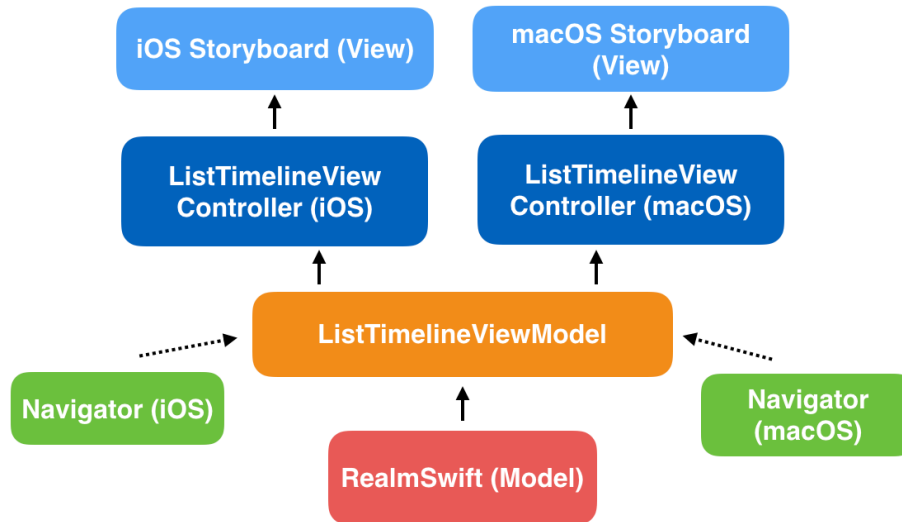 iOS Storyboard (View)
macOS Storyboard
(View)
ListTimelineView
Controller (iOS)
ListTimelineView
Controller (macOS)
ListTimelineViewModel
Navigator (iOS)
Navigator
(macOS)
RealmSwift (Model)